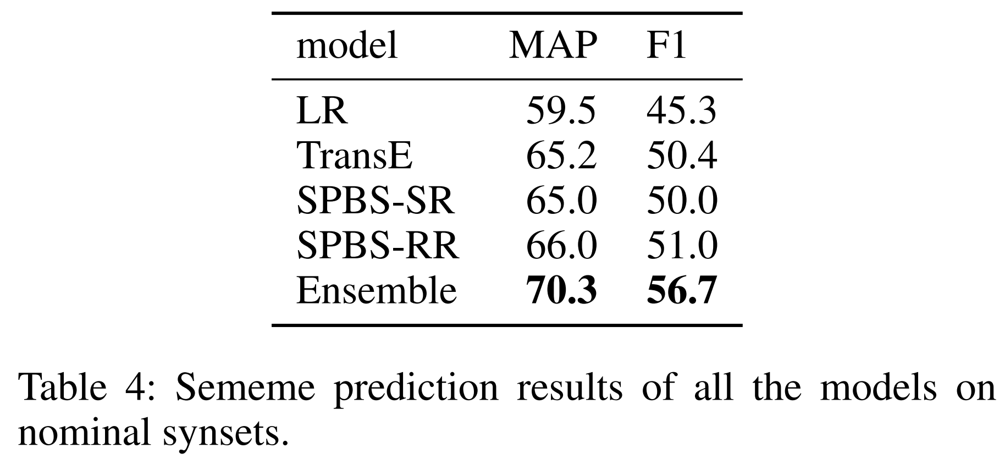 model MAP F1
LR 59.5 45.3
TransE 65.2 50.4
SPBS-SR 65.0 50.0
SPBS-RR 66.0 51.0
Ensemble 70.3 56.7
Table 4: Sememe prediction results of all the models on
nominal synsets.